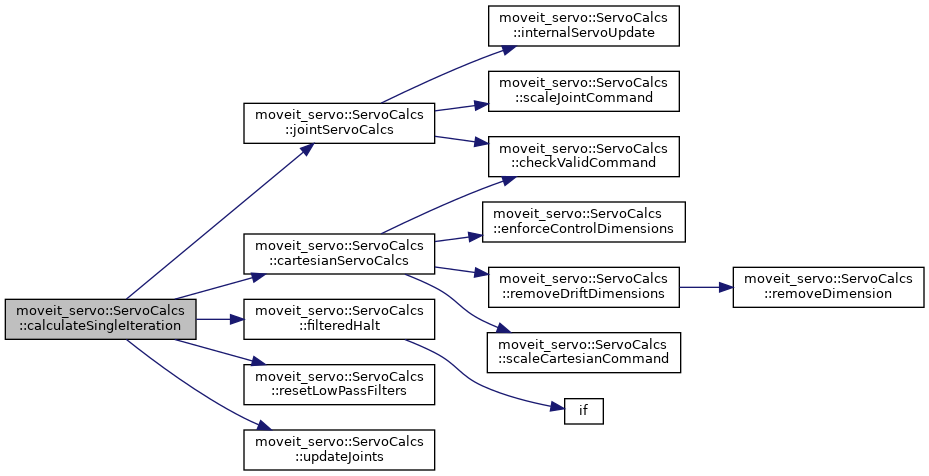 moveit_servo::ServoCalcs
::calculateSingleIteration
moveit_servo::ServoCalcs
::jointServoCalcs
moveit_servo::ServoCalcs
::cartesianServoCalcs
moveit_servo::ServoCalcs
::filteredHalt
moveit_servo::ServoCalcs
::resetLowPassFilters
moveit_servo::ServoCalcs
::updateJoints
moveit_servo::ServoCalcs
::internalServoUpdate
moveit_servo::ServoCalcs
::scaleJointCommand
moveit_servo::ServoCalcs
::checkValidCommand
moveit_servo::ServoCalcs
::enforceControlDimensions
moveit_servo::ServoCalcs
::removeDriftDimensions
moveit_servo::ServoCalcs
::scaleCartesianCommand
if
moveit_servo::ServoCalcs
::removeDimension